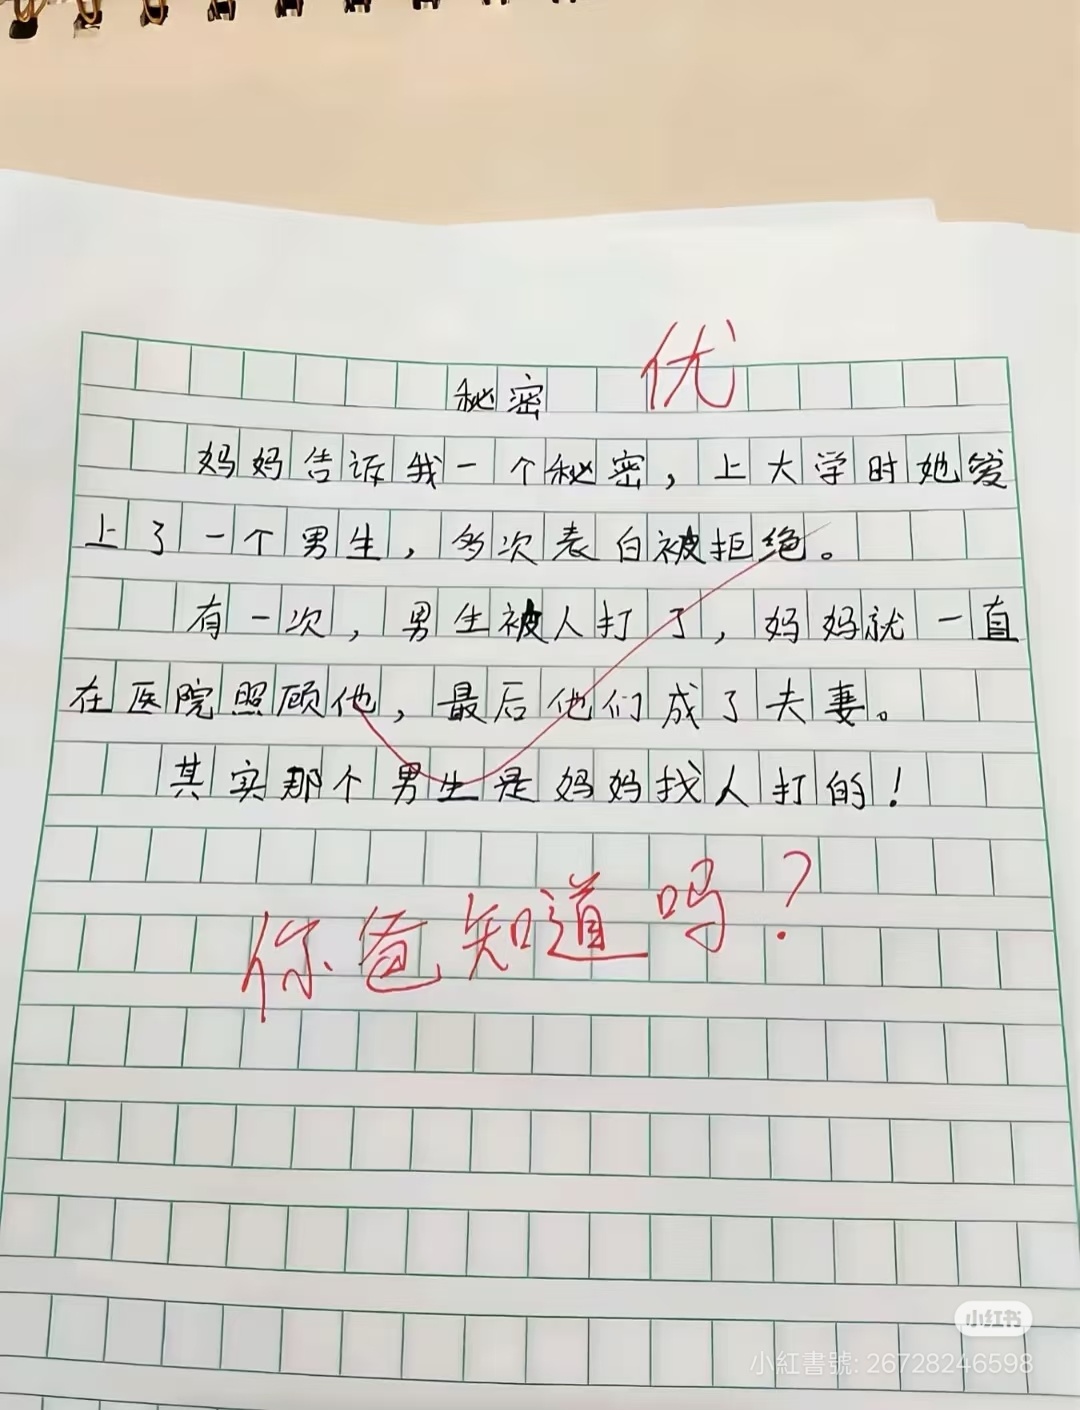 优
秘密
妈妈告诉我一个秘密，上大学时她爱
上了一个男生，多次表白被拒绝。
有一次，男生被人打了，妈妈就一直
在医院照顾他，最后他们成了夫妻。
其实那个男生是妈妈找人打的！
你爸知道吗？
小红书
小紅書號: 26728246598